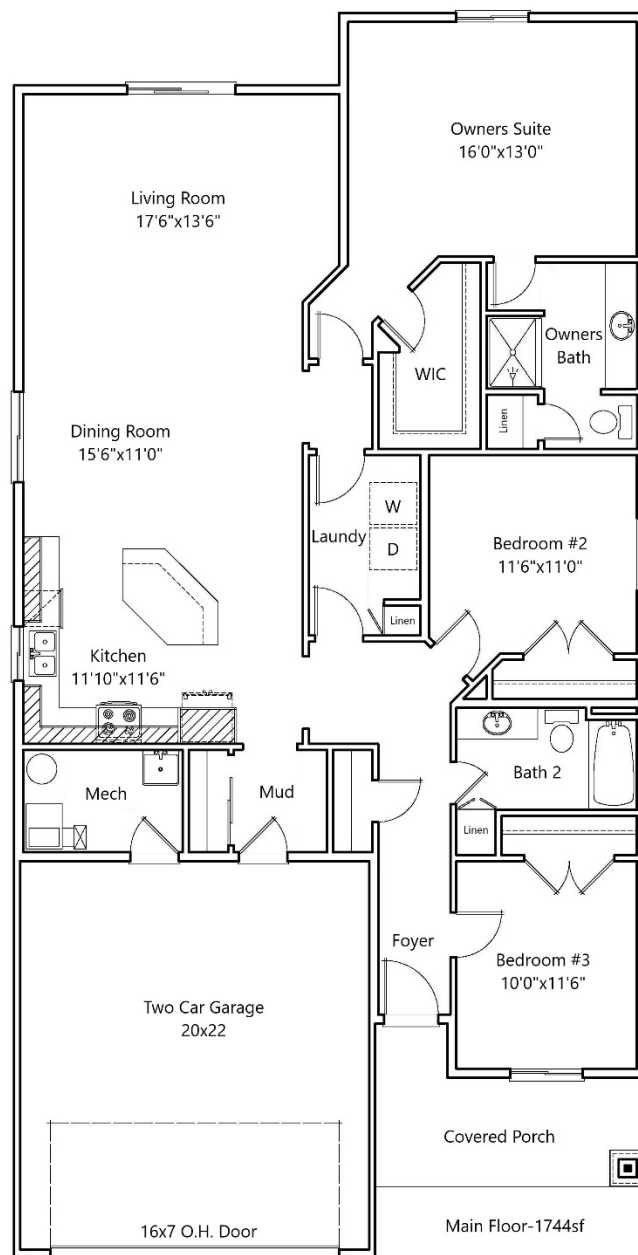 Owners Suite
16'0"x13'0"
Living Room
17'6"x13'6"
Owners
Bath
WIC
Linen
Dining Room
15'6"x11'0"
W
D
Laundy
Linen
Bedroom #2
11'6"x11'0"
Kitchen
11'10"x11'6"
Mech
Mud
Bath 2
Linen
Foyer
Bedroom #3
10'0"x11'6"
Two Car Garage
20x22
Covered Porch
16x7 O.H. Door
Main Floor-1744sf